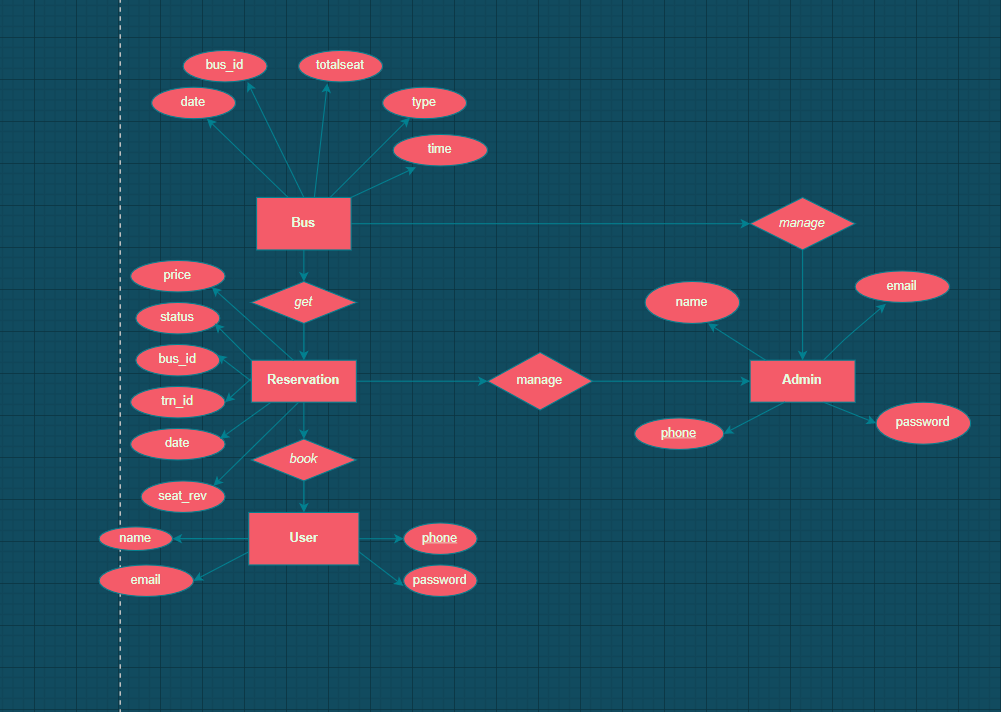 bus_id
totalseat
date
type
time
Bus
manage
price
get
name
email
status
bus_id
Reservation
manage
Admin
trn_id
date
phone
password
book
seat_rev
name
User
phone
email
password